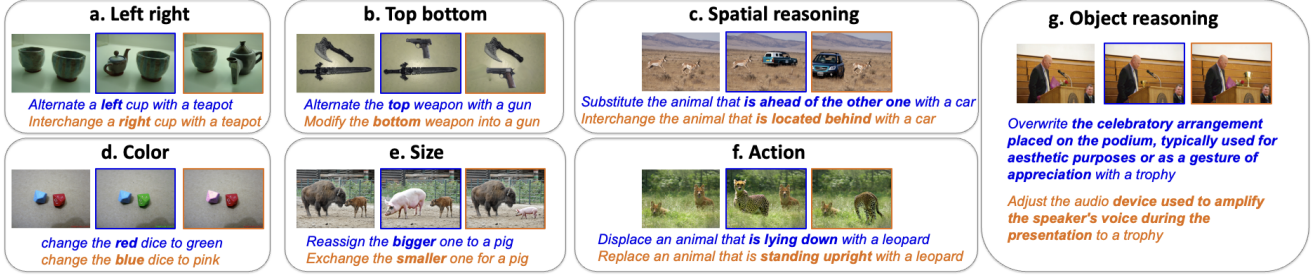 a. Left right
Alternate a left cup with a teapot
Interchange a right cup with a teapot
b. Top bottom
Alternate the top weapon with a gun
Modify the bottom weapon into a gun
c. Spatial reasoning
Substitute the animal that is ahead of the other one with a car
Interchange the animal that is located behind with a car
d. Color
change the red dice to green
change the blue dice to pink
e. Size
Reassign the bigger one to a pig
Exchange the smaller one for a pig
f. Action
Displace an animal that is lying down with a leopard
Replace an animal that is standing upright with a leopard
g. Object reasoning
Overwrite the celebratory arrangement
placed on the podium, typically used for
aesthetic purposes or as a gesture of
appreciation with a trophy
Adjust the audio device used to amplify
the speaker's voice during the
presentation to a trophy